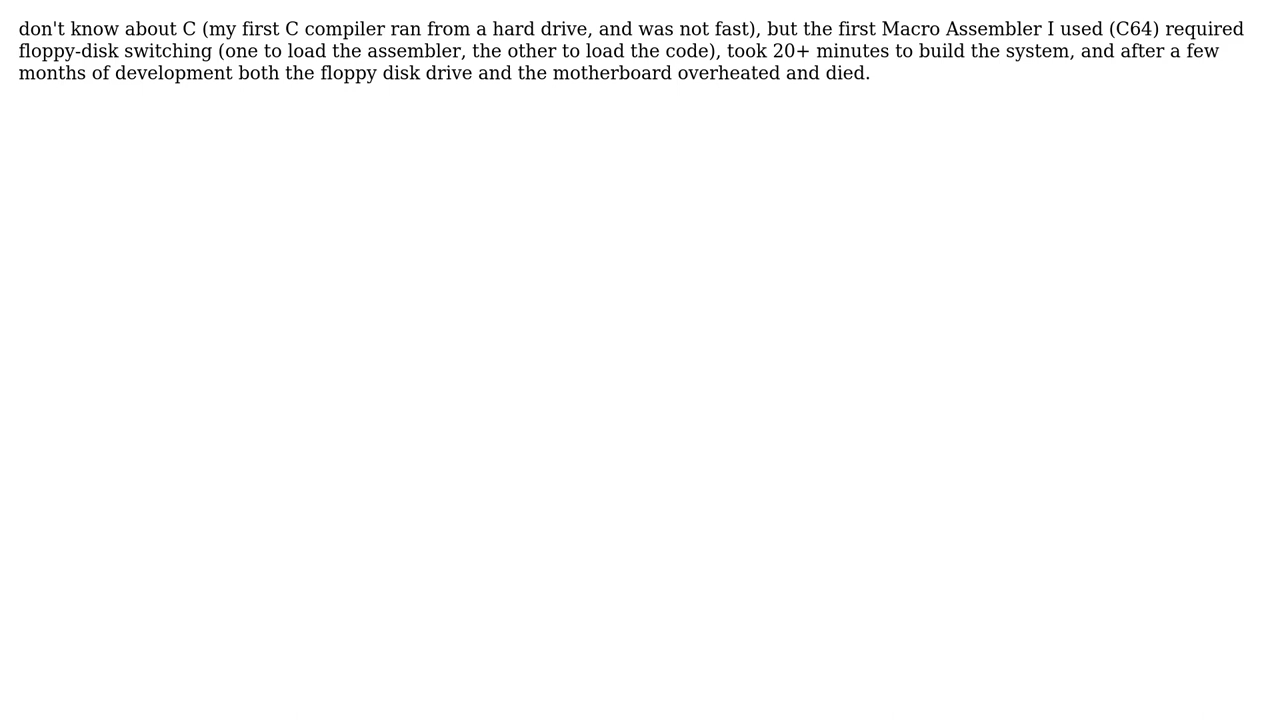 don't know about C (my first C compiler ran from a hard drive, and was not fast), but the first Macro Assembler I used (C64) required
floppy-disk switching (one to load the assembler, the other to load the code), took 20+ minutes to build the system, and after a few
months of development both the floppy disk drive and the motherboard overheated and died.